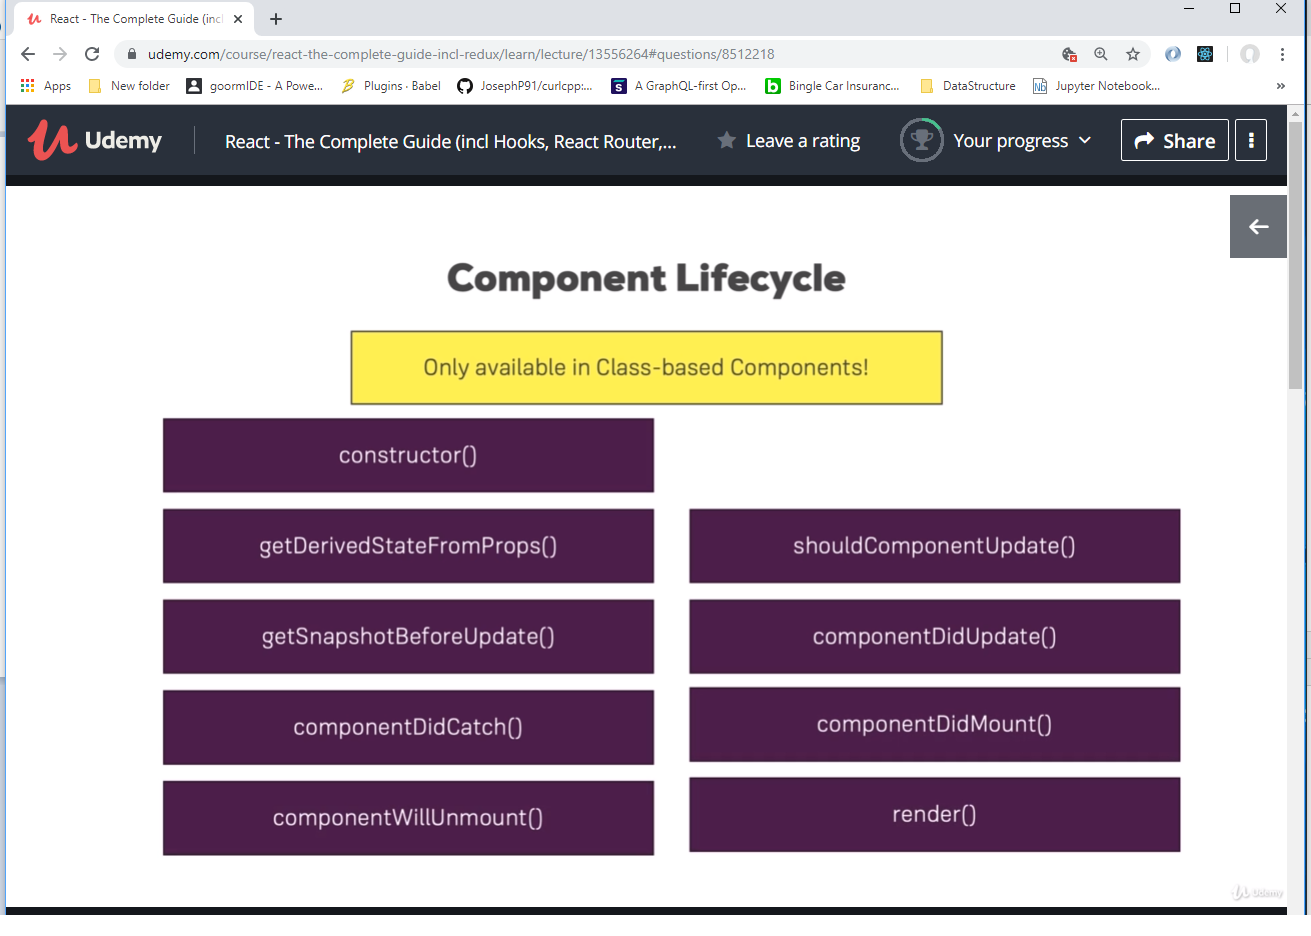 React - The Complete Guide (incl
udemy.com/course/react-the-complete-guide-incl-redux/learn/lecture/13556264#questions/8512218
Apps New folder goormIDE - A Powe... Plugins · Babel JosephP91/curlcpp:... A GraphQL-first Op... Bingle Car Insuranc... DataStructure Jupyter Notebook... »
Udemy React - The Complete Guide (incl Hooks, React Router,... Leave a rating Your progress Share
Component Lifecycle
Only available in Class-based Components!
constructor()
getDerivedStateFromProps() shouldComponentUpdate()
getSnapshotBeforeUpdate() componentDidUpdate()
componentDidCatch() componentDidMount()
componentWillUnmount() render()
Udemy